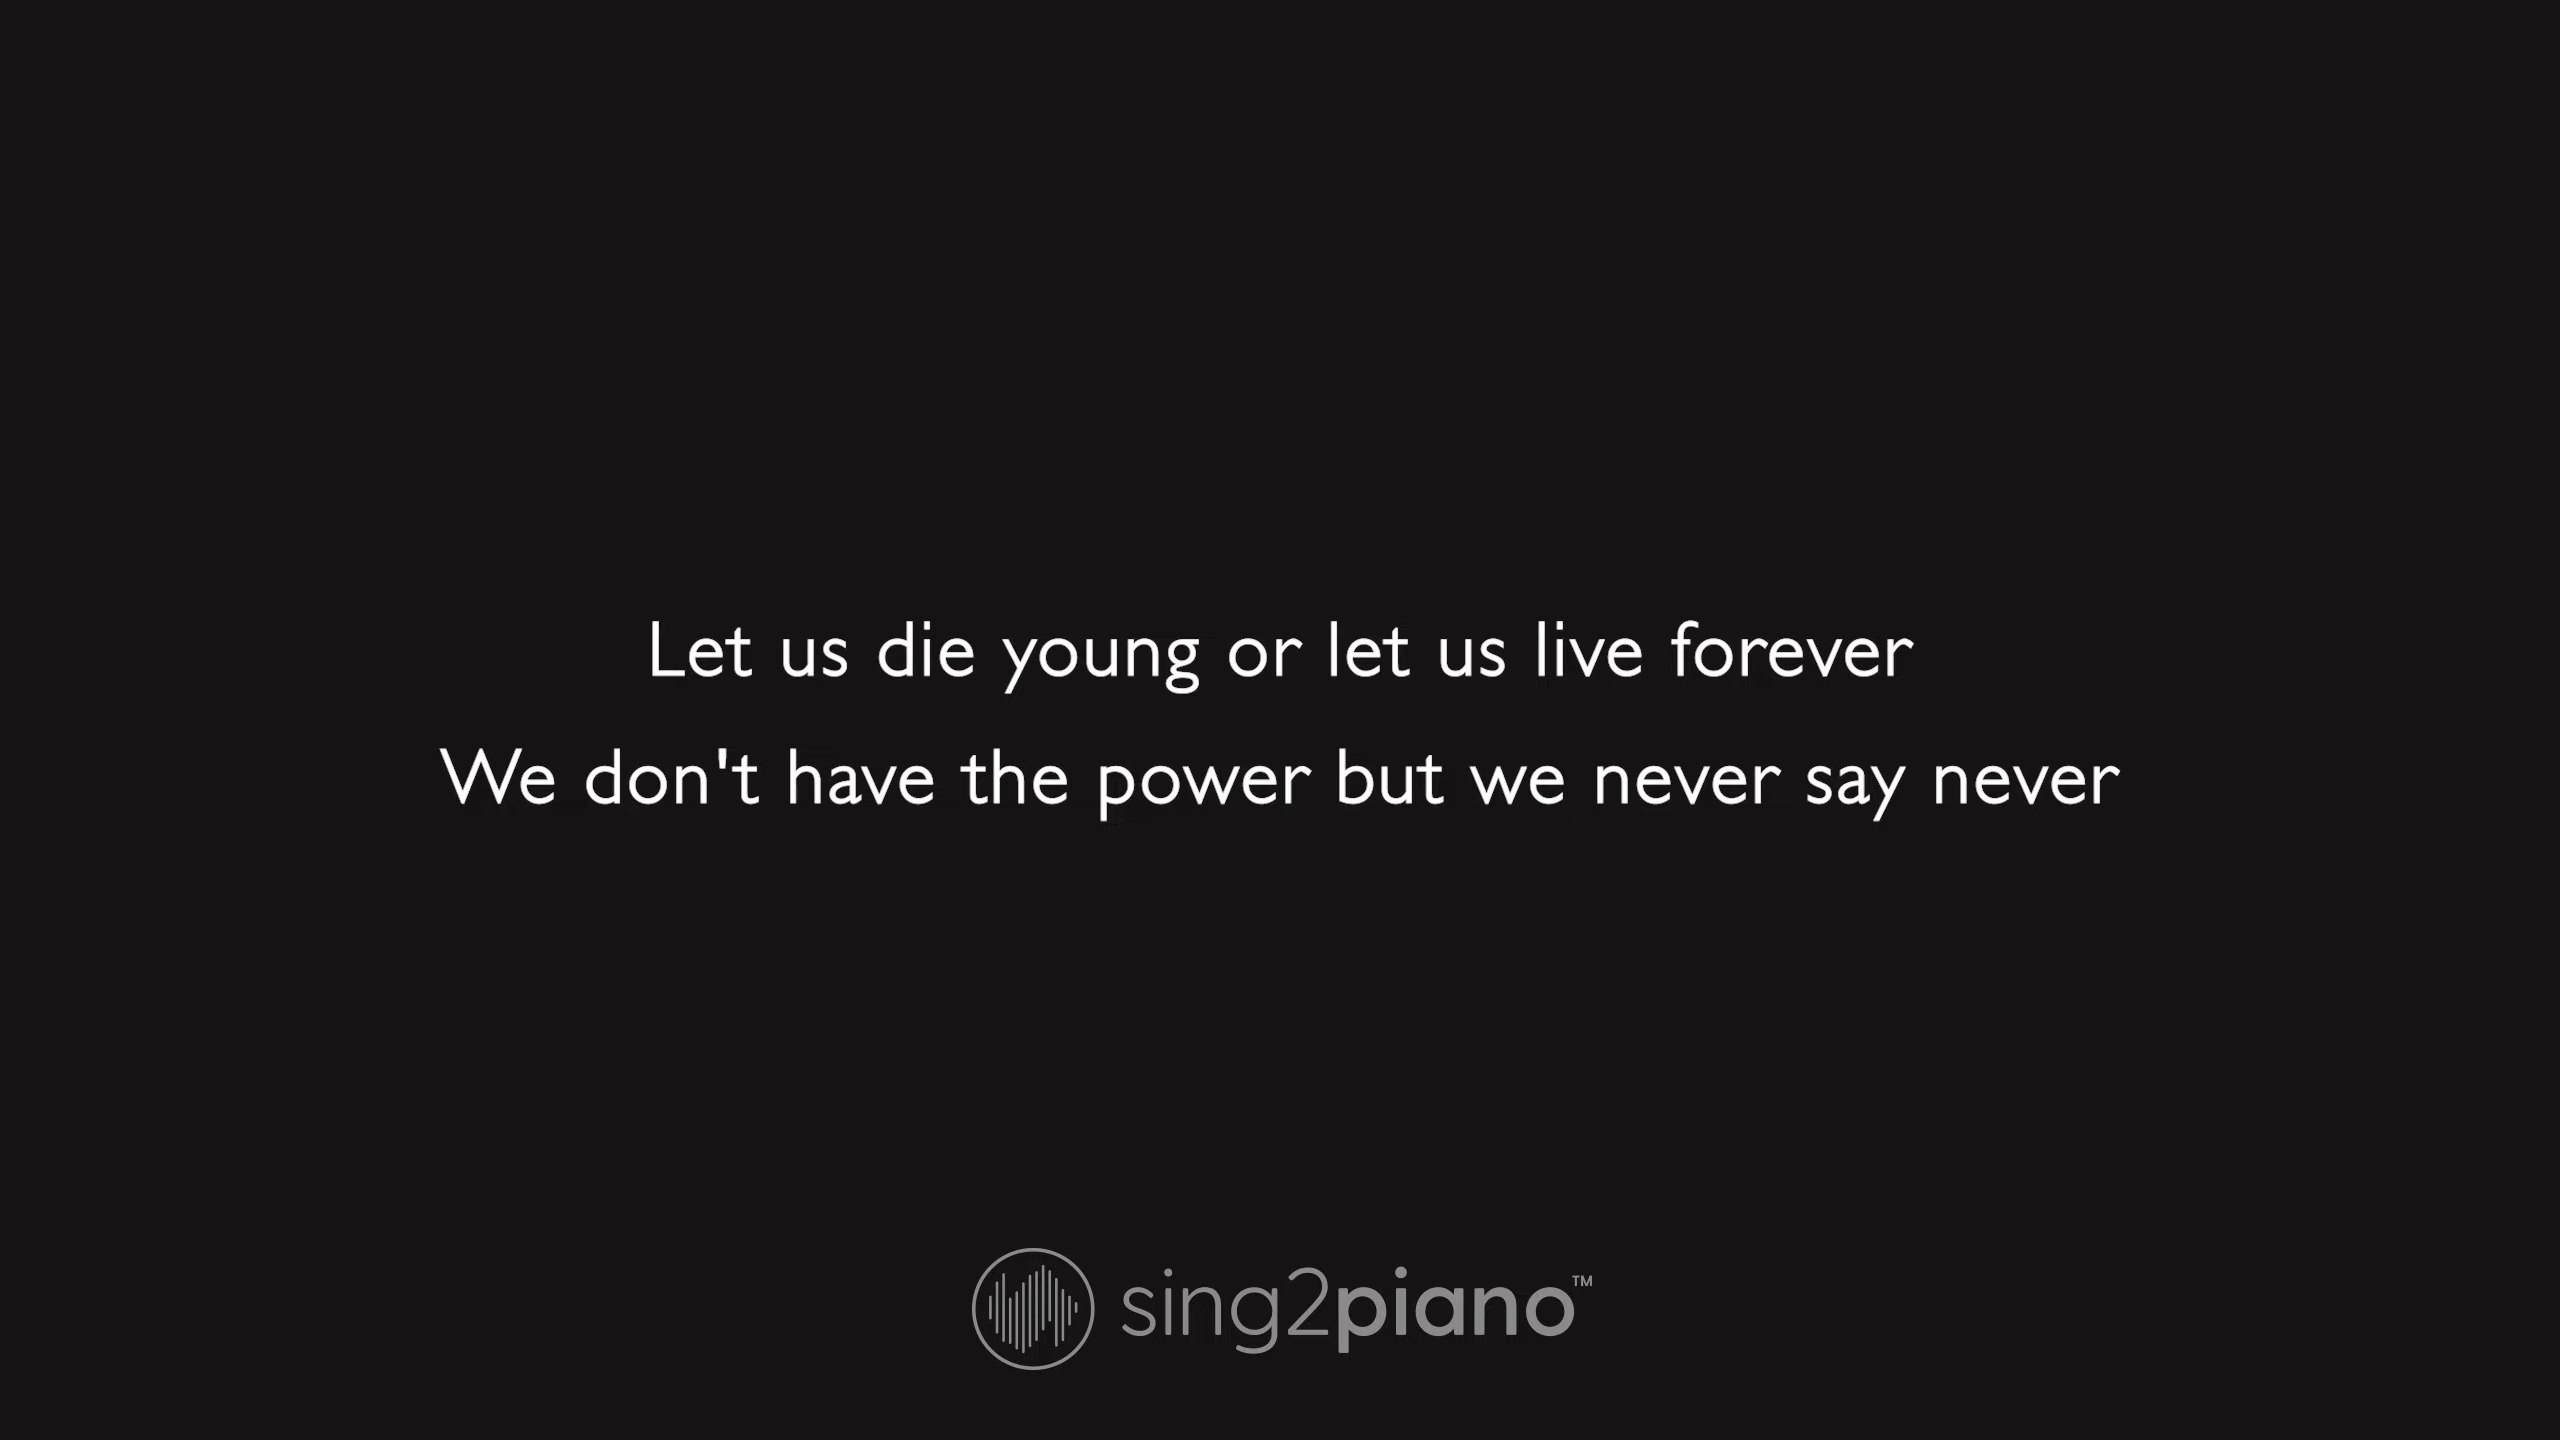 Let us die young or let us live forever
We don't have the power but we never say never
sing2piano™